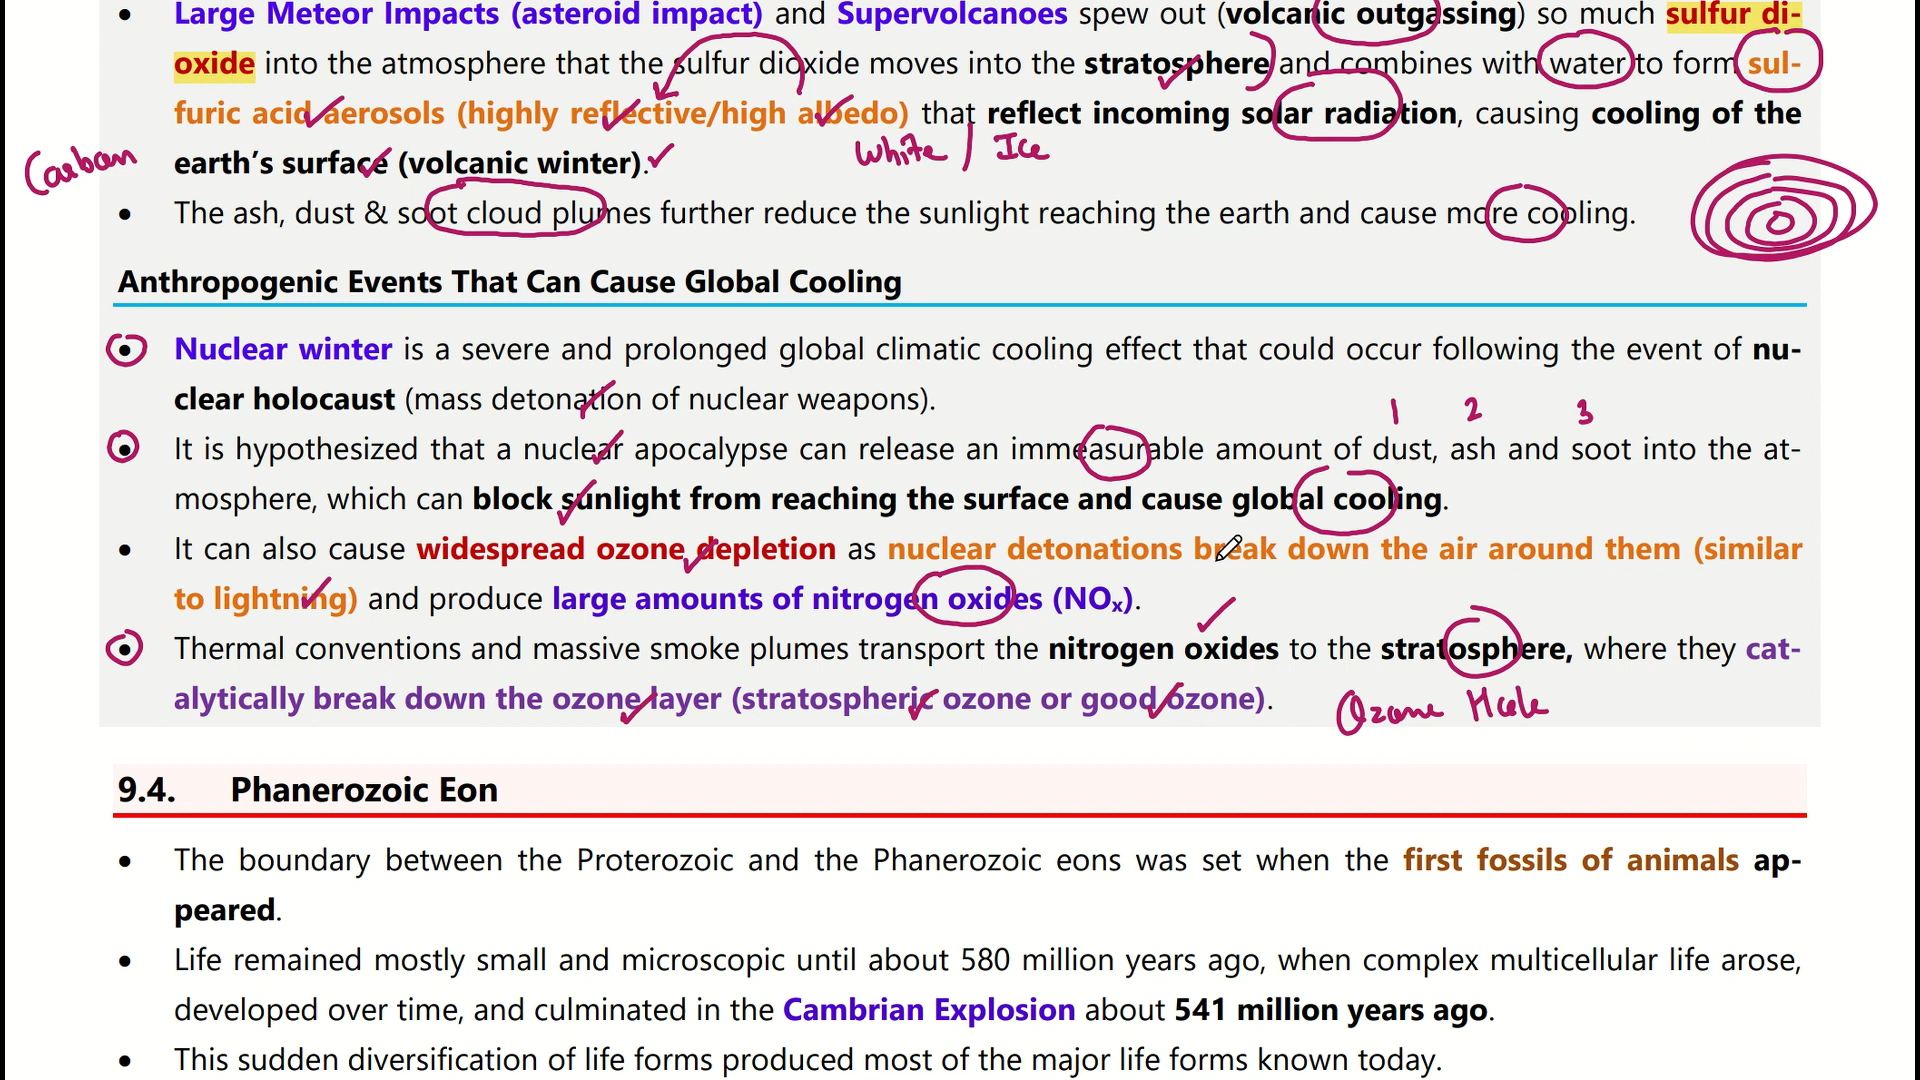 • Large Meteor Impacts (asteroid impact) and Supervolcanoes spew out (volcanic outgassing) so much sulfur di-
oxide into the atmosphere that the sulfur dioxide moves into the stratosphere and combines with water to form sul-
furic acid aerosols (highly reflective/high albedo) that reflect incoming solar radiation, causing cooling of the
White / Ice
Carbon
earth's surface (volcanic winter).
• The ash, dust & soot cloud plumes further reduce the sunlight reaching the earth and cause more cooling.
Anthropogenic Events That Can Cause Global Cooling
• Nuclear winter is a severe and prolonged global climatic cooling effect that could occur following the event of nu-
clear holocaust (mass detonation of nuclear weapons).
1 2 3
• It is hypothesized that a nuclear apocalypse can release an immeasurable amount of dust, ash and soot into the at-
mosphere, which can block sunlight from reaching the surface and cause global cooling.
• It can also cause widespread ozone depletion as nuclear detonations break down the air around them (similar
to lightning) and produce large amounts of nitrogen oxides (NOₓ).
• Thermal conventions and massive smoke plumes transport the nitrogen oxides to the stratosphere, where they cat-
alytically break down the ozone layer (stratospheric ozone or good ozone).
Ozone Hole
9.4. Phanerozoic Eon
• The boundary between the Proterozoic and the Phanerozoic eons was set when the first fossils of animals ap-
peared.
• Life remained mostly small and microscopic until about 580 million years ago, when complex multicellular life arose,
developed over time, and culminated in the Cambrian Explosion about 541 million years ago.
• This sudden diversification of life forms produced most of the major life forms known today.